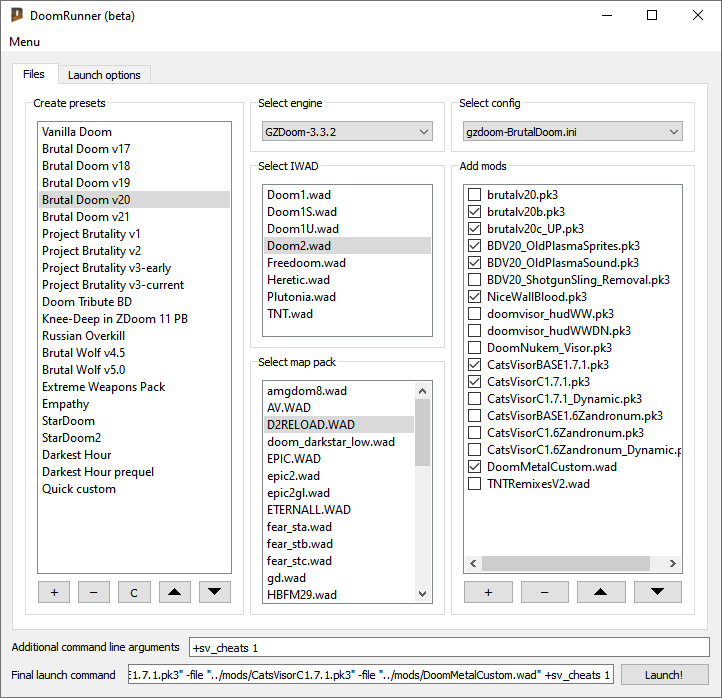 DoomRunner (beta)
Menu
Files
Launch options
Create presets
Vanilla Doom
Brutal Doom v17
Brutal Doom v18
Brutal Doom v19
Brutal Doom v20
Brutal Doom v21
Project Brutality v1
Project Brutality v2
Project Brutality v3-early
Project Brutality v3-current
Doom Tribute BD
Knee-Deep in ZDoom 11 PB
Russian Overkill
Brutal Wolf v4.5
Brutal Wolf v5.0
Extreme Weapons Pack
Empathy
StarDoom
StarDoom2
Darkest Hour
Darkest Hour prequel
Quick custom
+
−
C
Select engine
GZDoom-3.3.2
Select IWAD
Doom1.wad
Doom1S.wad
Doom1U.wad
Doom2.wad
Freedoom.wad
Heretic.wad
Plutonia.wad
TNT.wad
Select map pack
amgdom8.wad
AV.WAD
D2RELOAD.WAD
doom_darkstar_low.wad
EPIC.WAD
epic2.wad
epic2gl.wad
ETERNALL.WAD
fear_sta.wad
fear_stb.wad
fear_stc.wad
gd.wad
HBFM29.wad
Select config
gzdoom-BrutalDoom.ini
Add mods
brutalv20.pk3
brutalv20b.pk3
brutalv20c_UP.pk3
BDV20_OldPlasmaSprites.pk3
BDV20_OldPlasmaSound.pk3
BDV20_ShotgunSling_Removal.pk3
NiceWallBlood.pk3
doomvisor_hudWW.pk3
doomvisor_hudWWDN.pk3
DoomNukem_Visor.pk3
CatsVisorBASE1.7.1.pk3
CatsVisorC1.7.1.pk3
CatsVisorC1.7.1_Dynamic.pk3
CatsVisorBASE1.6Zandronum.pk3
CatsVisorC1.6Zandronum.pk3
CatsVisorC1.6Zandronum_Dynamic.p
DoomMetalCustom.wad
TNTRemixesV2.wad
+
−
Additional command line arguments
+sv_cheats 1
Final launch command
E1.7.1.pk3" -file "../mods/CatsVisorC1.7.1.pk3" -file "../mods/DoomMetalCustom.wad" +sv_cheats 1
Launch!